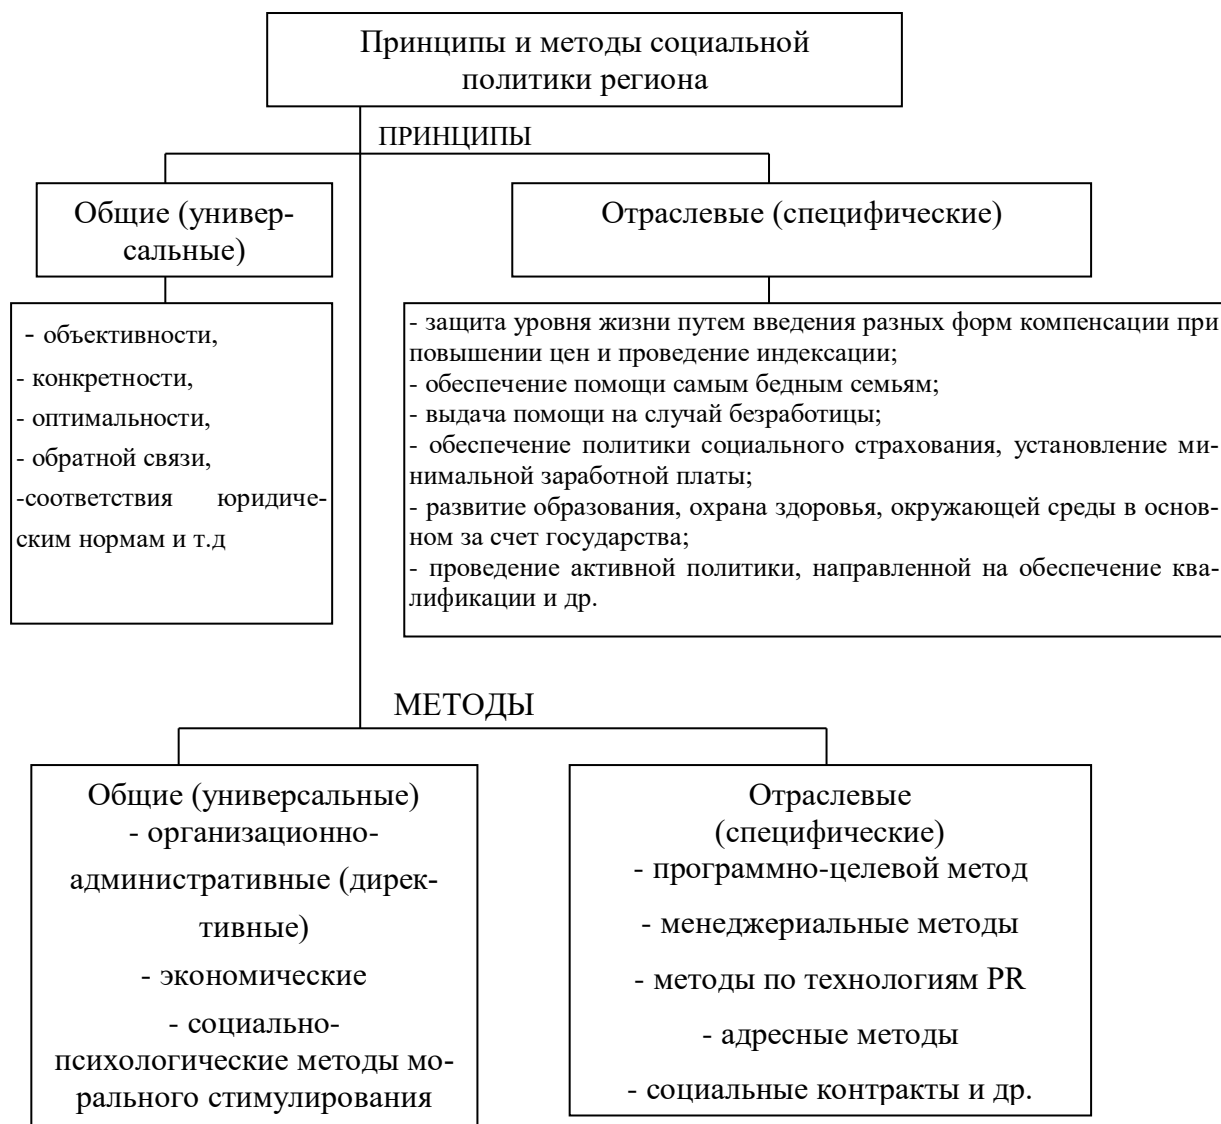 Принципы и методы социальной
политики региона
ПРИНЦИПЫ
Общие (универ-
сальные)
Отраслевые (специфические)
- объективности,
- конкретности,
- оптимальности,
- обратной связи,
-соответствия юридиче-
ским нормам и т.д
- защита уровня жизни путем введения разных форм компенсации при
повышении цен и проведение индексации;
- обеспечение помощи самым бедным семьям;
- выдача помощи на случай безработицы;
- обеспечение политики социального страхования, установление ми-
нимальной заработной платы;
- развитие образования, охрана здоровья, окружающей среды в основ-
ном за счет государства;
- проведение активной политики, направленной на обеспечение ква-
лификации и др.
МЕТОДЫ
Общие (универсальные)
- организационно-
административные (дирек-
тивные)
- экономические
- социально-
психологические методы мо-
рального стимулирования
Отраслевые
(специфические)
- программно-целевой метод
- менеджериальные методы
- методы по технологиям PR
- адресные методы
- социальные контракты и др.